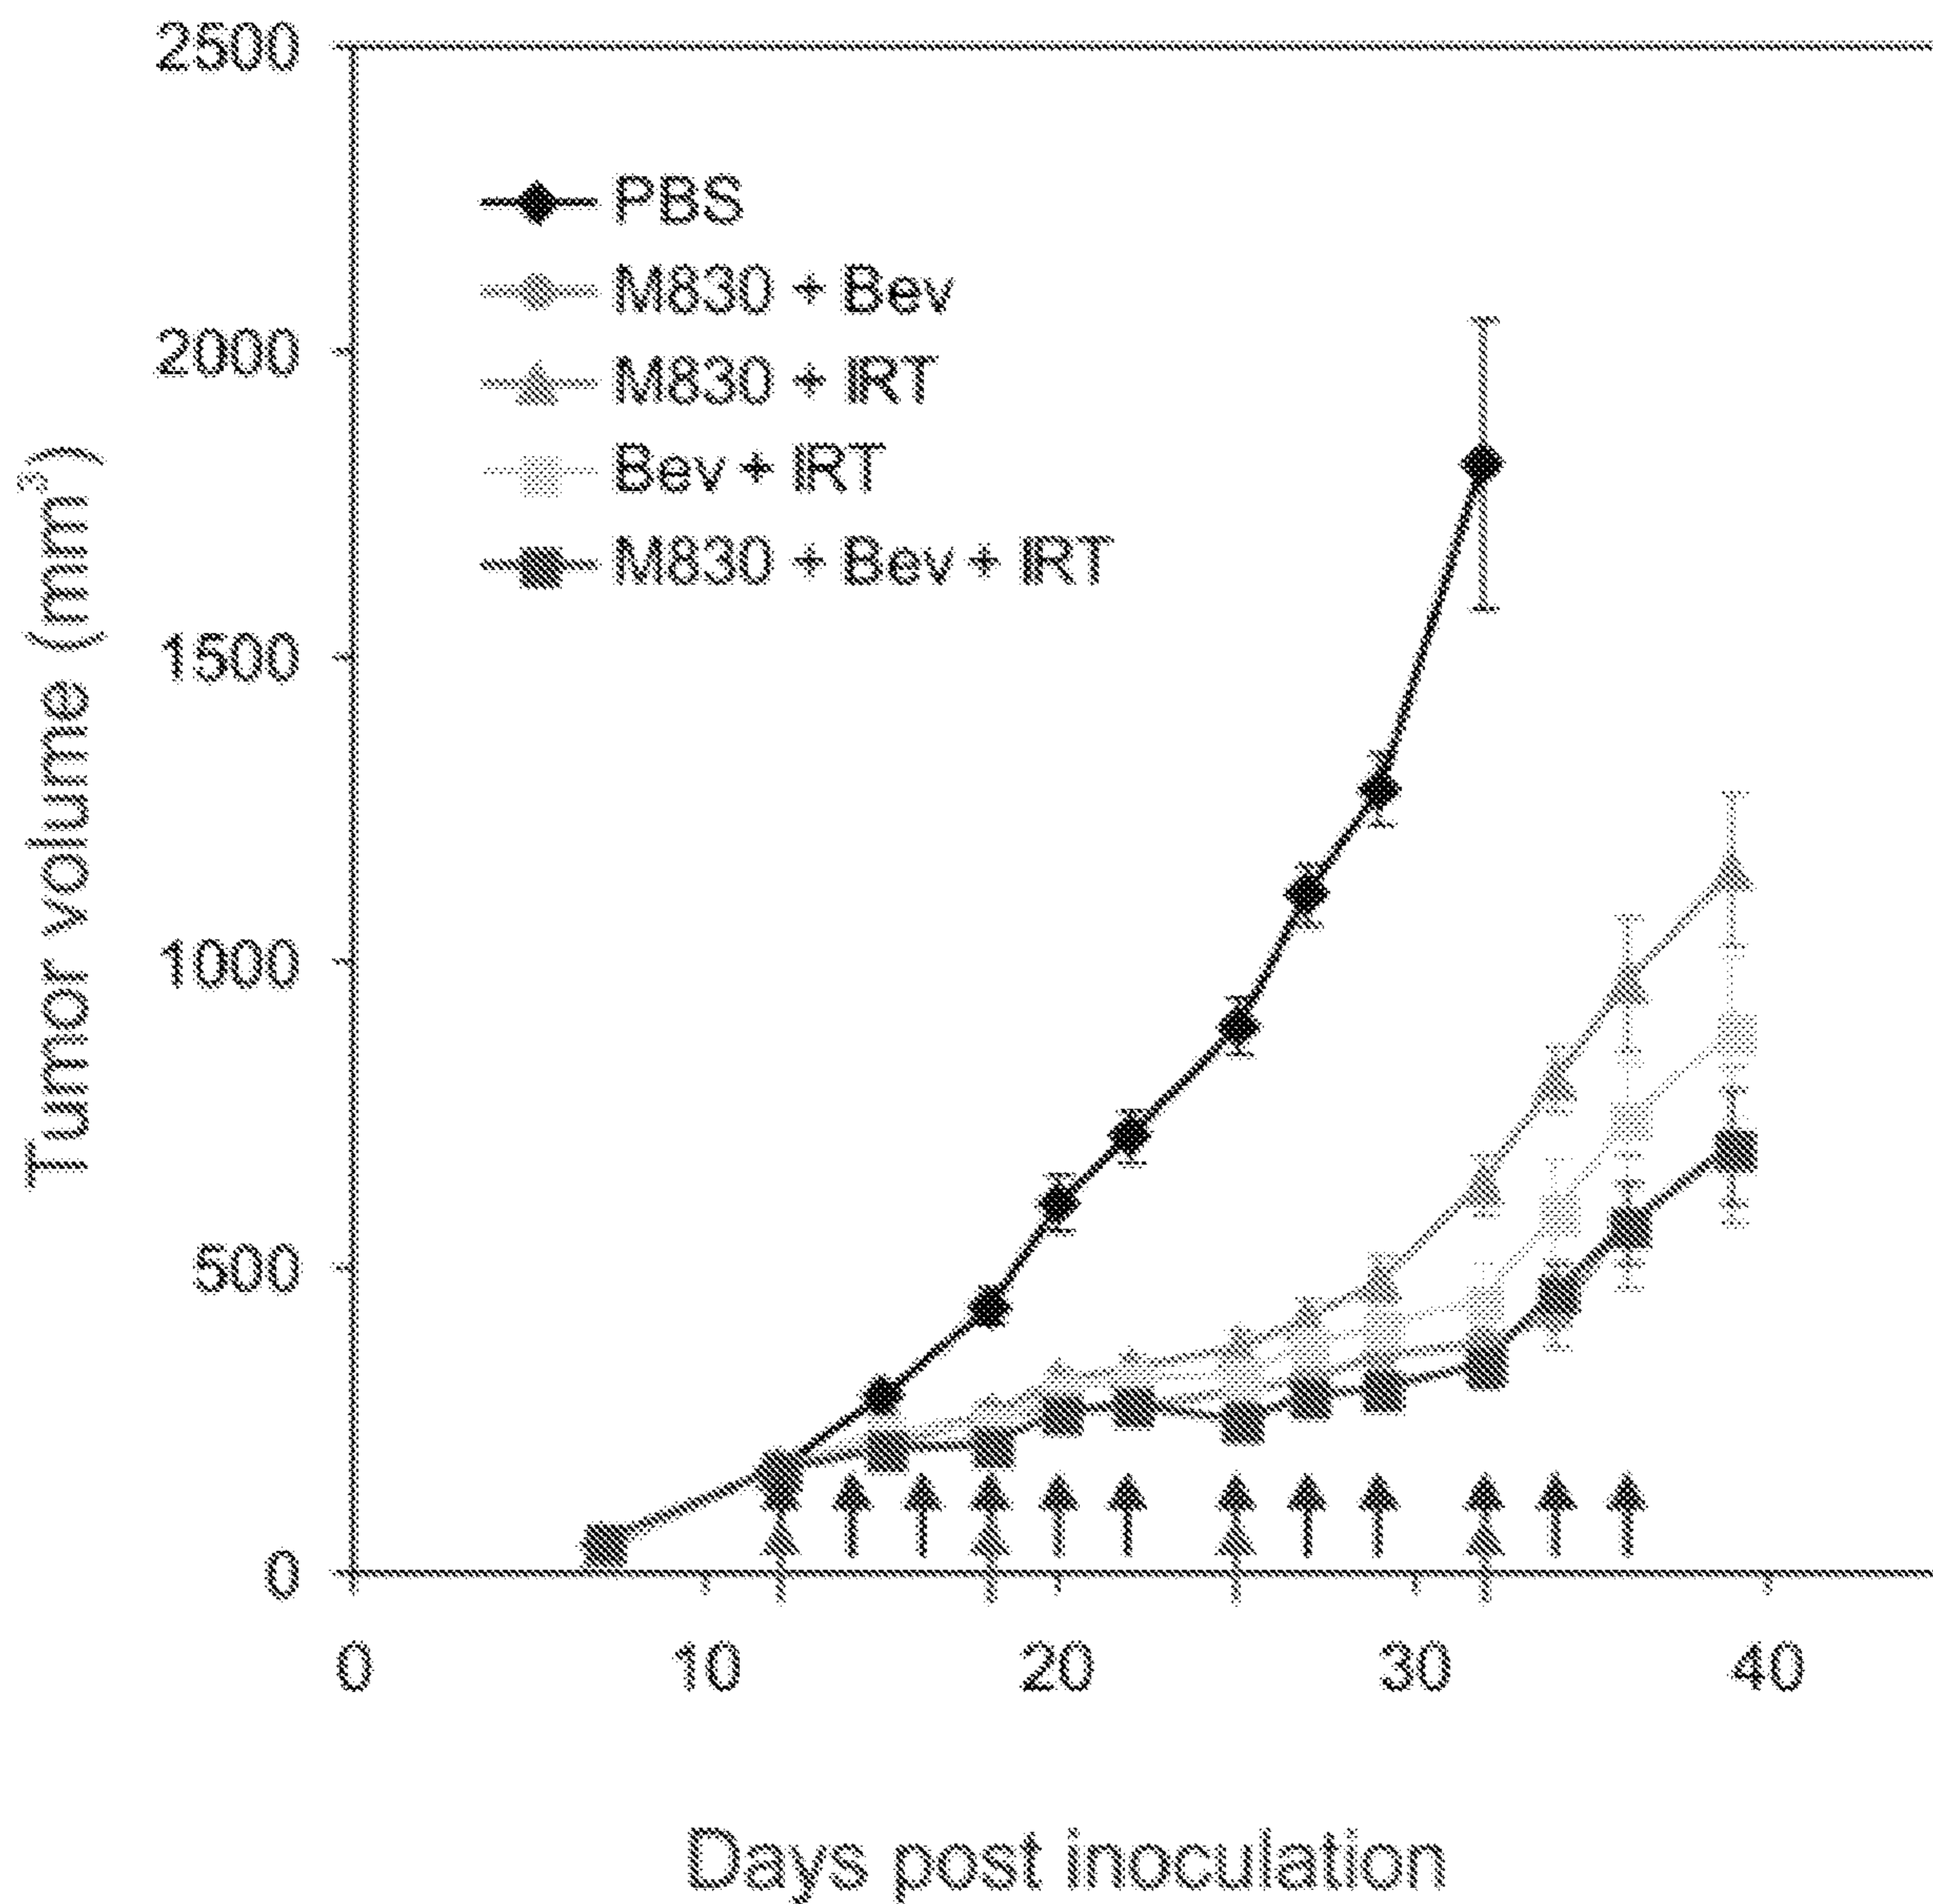 2500
2000
1500
1000
500
0
Tumor volume (mm³)
PBS
M830 + Bev
M830 + IRT
Bev + IRT
M830 + Bev + IRT
0 10 20 30 40
Days post inoculation